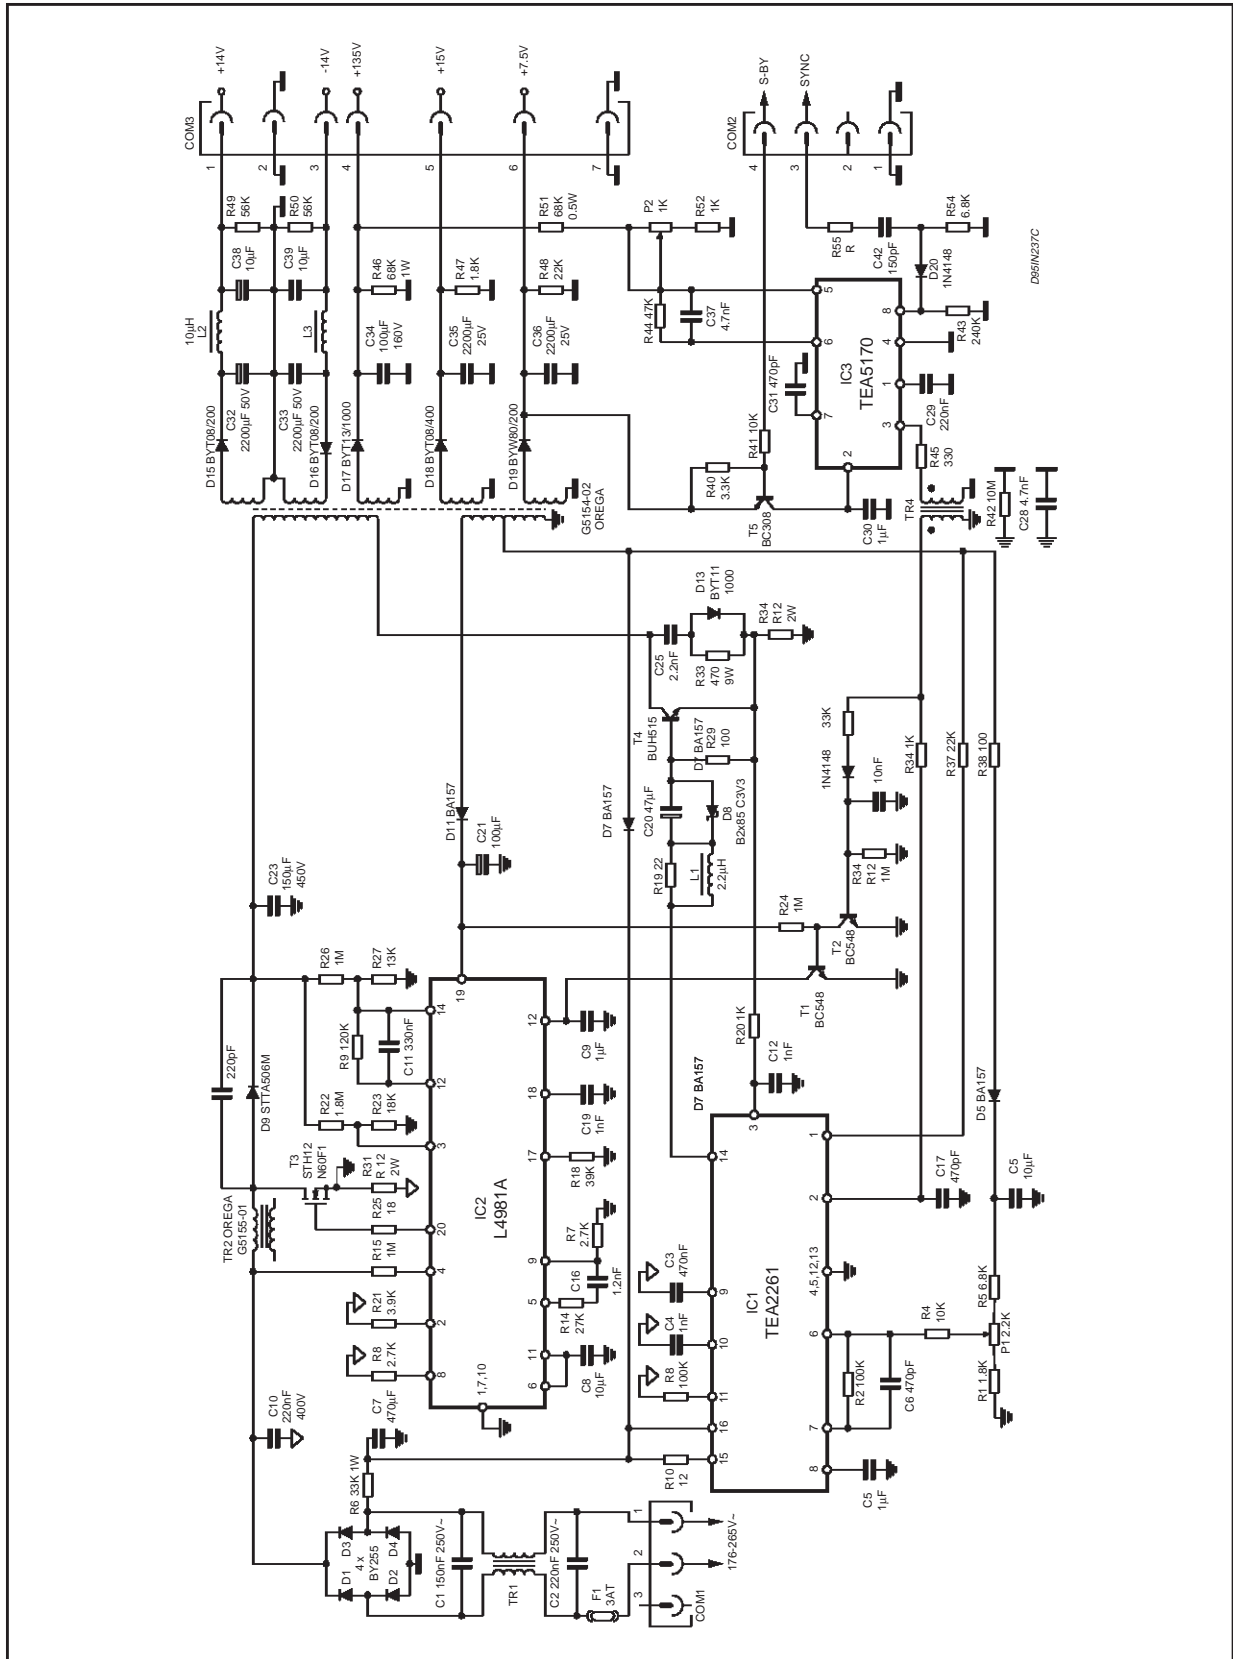 +14V
-14V
+135V
+15V
+7.5V
COM3
1
2
3
4
5
6
7
R49
56K
R50
56K
C38
10µF
C39
10µF
10µH
L2
L3
R46
68K
1W
R47
1.8K
R48
22K
R51
68K
0.5W
C34
100µF
160V
C35
2200µF
25V
C36
2200µF
25V
C32
2200µF 50V
C33
2200µF 50V
D15 BYT08/200
D16 BYT08/200
D17 BYT13/1000
D18 BYT08/400
D19 BYW80/200
G5154-02
OREGA
S-BY
SYNC
COM2
4
3
2
1
P2
1K
R52
1K
R55
R
C42
150pF
R54
6.8K
D20
1N4148
D95IN237C
R44 47K
C37
4.7nF
C31 470pF
IC3
TEA5170
5
6
7
2
8
4
1
3
R43
240K
C29
220nF
R45
330
R41 10K
R40
3.3K
T5
BC308
C30
1µF
TR4
R42 10M
C28 4.7nF
D13
BYT11
1000
C25
2.2nF
R33
470
9W
R34
R12
2W
T4
BUH515
D7 BA157
R29
100
C20 47µF
D8
B2x85 C3V3
R19 22
L1
2.2µH
D7 BA157
D11 BA157
C21
100µF
33K
1N4148
10nF
R34
R12
1M
R34 1K
R37 22K
R38 100
R24
1M
T2
BC548
T1
BC548
C23
150µF
450V
R26
1M
R27
13K
R9 120K
C11 330nF
220pF
D9 STTA506M
R22
1.8M
R23
18K
T3
STH12
N60F1
R31
R 12
2W
R25
18
R15
1M
R21
3.9K
R8
2.7K
TR2 OREGA
G5155-01
IC2
L4981A
14
12
3
20
4
2
8
19
12
18
17
9
5
11
6
1,7,10
C9
1µF
C19
1nF
R18
39K
R7
2.7K
C16
1.2nF
R14
27K
C8
10µF
C10
220nF
400V
C7
470µF
R6 33K 1W
D3
D4
4 x
BY255
D1
D2
C1 150nF 250V~
TR1
C2 220nF 250V~
F1
3AT
1
2
3
COM1
176-265V~
R10
12
R20 1K
C12
1nF
D7 BA157
IC1
TEA2261
3
14
9
10
11
16
15
1
2
4,5,12,13
6
7
8
C3
470nF
C4
1nF
R8
100K
C17
470pF
D5 BA157
C5
10µF
R5 6.8K
R4
10K
P1 2.2K
R1 1.8K
R2 100K
C6 470pF
C5
1µF